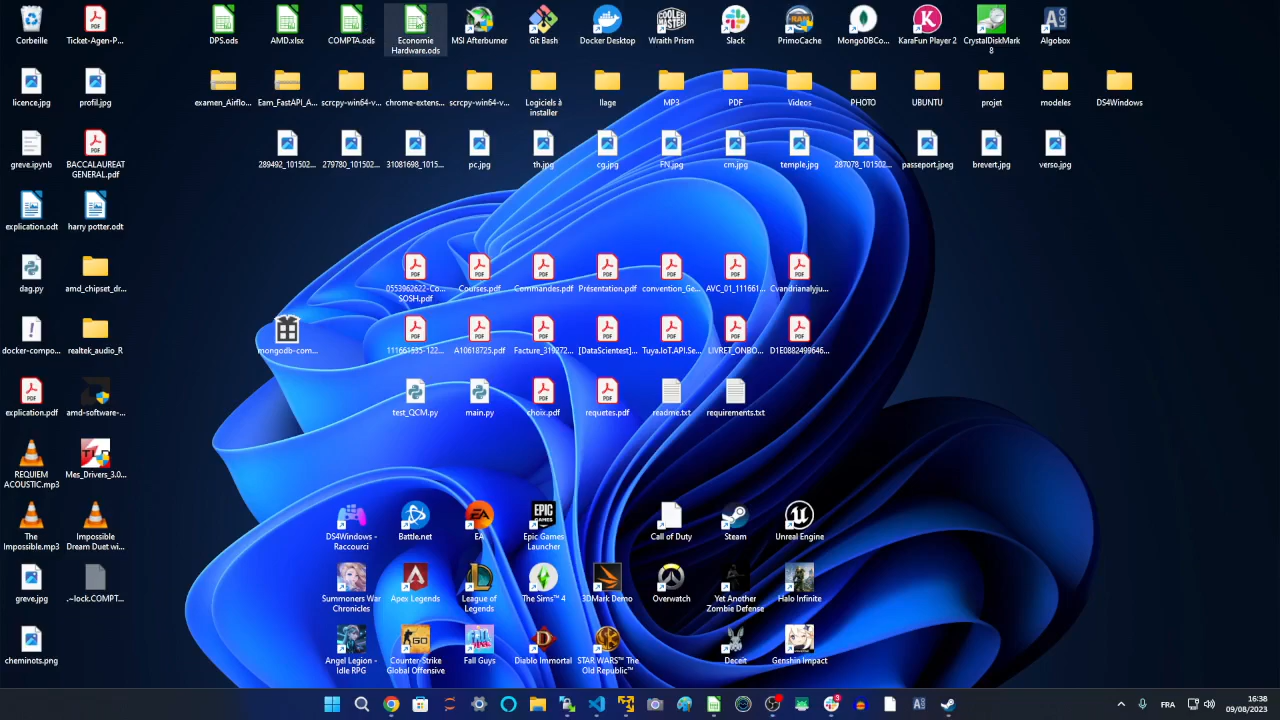 Corbeille
Ticket-Agen-P...
DPS.ods
AMD.xlsx
COMPTA.ods
Economie
Hardware.ods
MSI Afterburner
Git Bash
Docker Desktop
Wraith Prism
Slack
PrimoCache
MongoDBCo...
KaraFun Player 2
CrystalDiskMark
8
Algobox
licence.jpg
profil.jpg
examen_Airflo...
Eam_FastAPI_A...
scrcpy-win64-v...
chrome-extens...
scrcpy-win64-v...
Logiciels à
installer
llage
MP3
PDF
Videos
PHOTO
UBUNTU
projet
modeles
DS4Windows
greve.ipynb
BACCALAUREAT
GENERAL.pdf
289492_101502...
279780_101502...
31081698_1015...
pc.jpg
th.jpg
cg.jpg
FN.jpg
cm.jpg
temple.jpg
287078_101502...
passeport.jpeg
brevert.jpg
verso.jpg
explication.odt
harry potter.odt
dag.py
amd_chipset_dr...
0553962622-Co...
SOSH.pdf
Courses.pdf
Commandes.pdf
Présentation.pdf
convention_Ge...
AVC_01_111661...
Cvandrianalyju...
docker-compo...
realtek_audio_R
mongodb-com...
111661535-122...
A10618725.pdf
Facture_319272...
[DataScientest]...
Tuya.IoT.API.Se...
LIVRET_ONBO...
D1E0882499646...
explication.pdf
amd-software-...
test_QCM.py
main.py
choix.pdf
requetes.pdf
readme.txt
requirements.txt
REQUIEM
ACOUSTIC.mp3
Mes_Drivers_3.0...
The
Impossible.mp3
Impossible
Dream Duet wi...
DS4Windows -
Raccourci
Battle.net
EA
EPIC
GAMES
Epic Games
Launcher
Call of Duty
Steam
Unreal Engine
greve.jpg
.~lock.COMPT...
Summoners War
Chronicles
Apex Legends
League of
Legends
The Sims™ 4
3DMark Demo
Overwatch
Yet Another
Zombie Defense
Halo Infinite
cheminots.png
Angel Legion -
Idle RPG
Counter-Strike
Global Offensive
Fall Guys
Diablo Immortal
STAR WARS™ The
Old Republic™
Deceit
Genshin Impact
3
FRA
16:38
09/08/2023